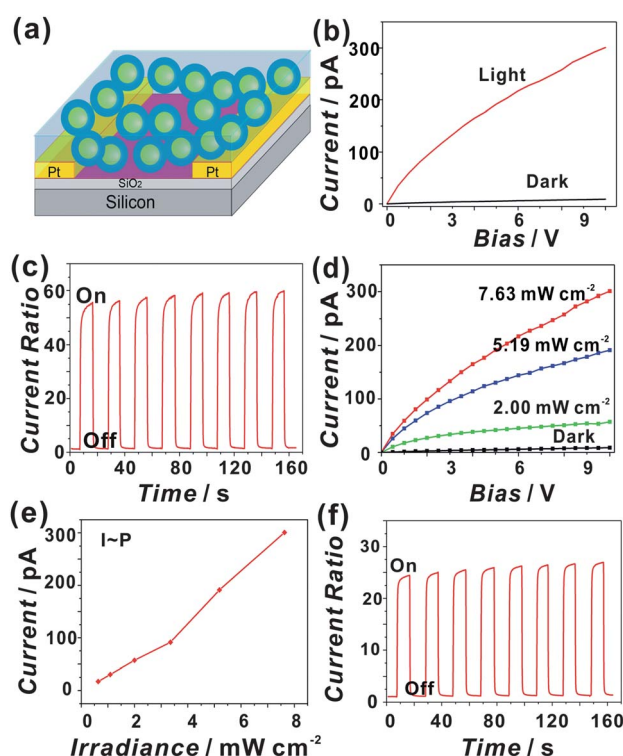 (a)
Pt
Pt
SiO₂
Silicon
(b)
300
200
100
0
Current / pA
Light
Dark
0
3
6
9
Bias / V
(c)
60
40
20
0
Current Ratio
On
Off
0
40
80
120
160
Time / s
(d)
300
200
100
0
Current / pA
7.63 mW cm⁻²
5.19 mW cm⁻²
2.00 mW cm⁻²
Dark
0
3
6
9
Bias / V
(e)
I~P
300
200
100
0
Current / pA
0
2
4
6
8
Irradiance / mW cm⁻²
(f)
30
20
10
0
Current Ratio
On
Off
0
40
80
120
160
Time / s